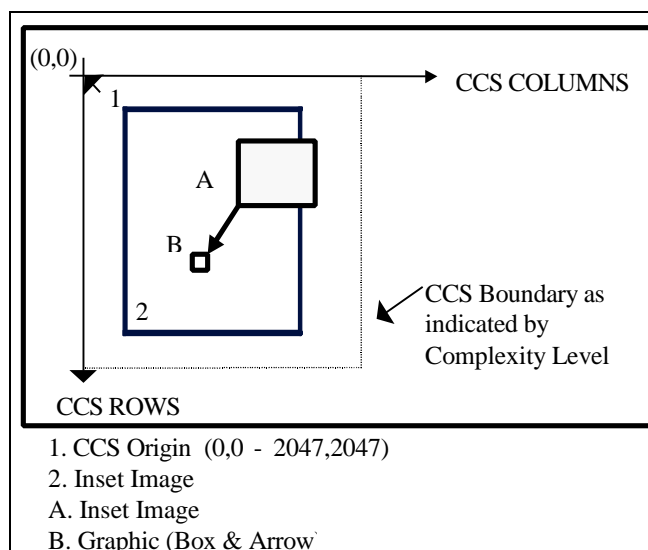 (0,0)
CCS COLUMNS
1
A
B
2
CCS Boundary as
indicated by
Complexity Level
CCS ROWS
1. CCS Origin (0,0 - 2047,2047)
2. Inset Image
A. Inset Image
B. Graphic (Box & Arrow